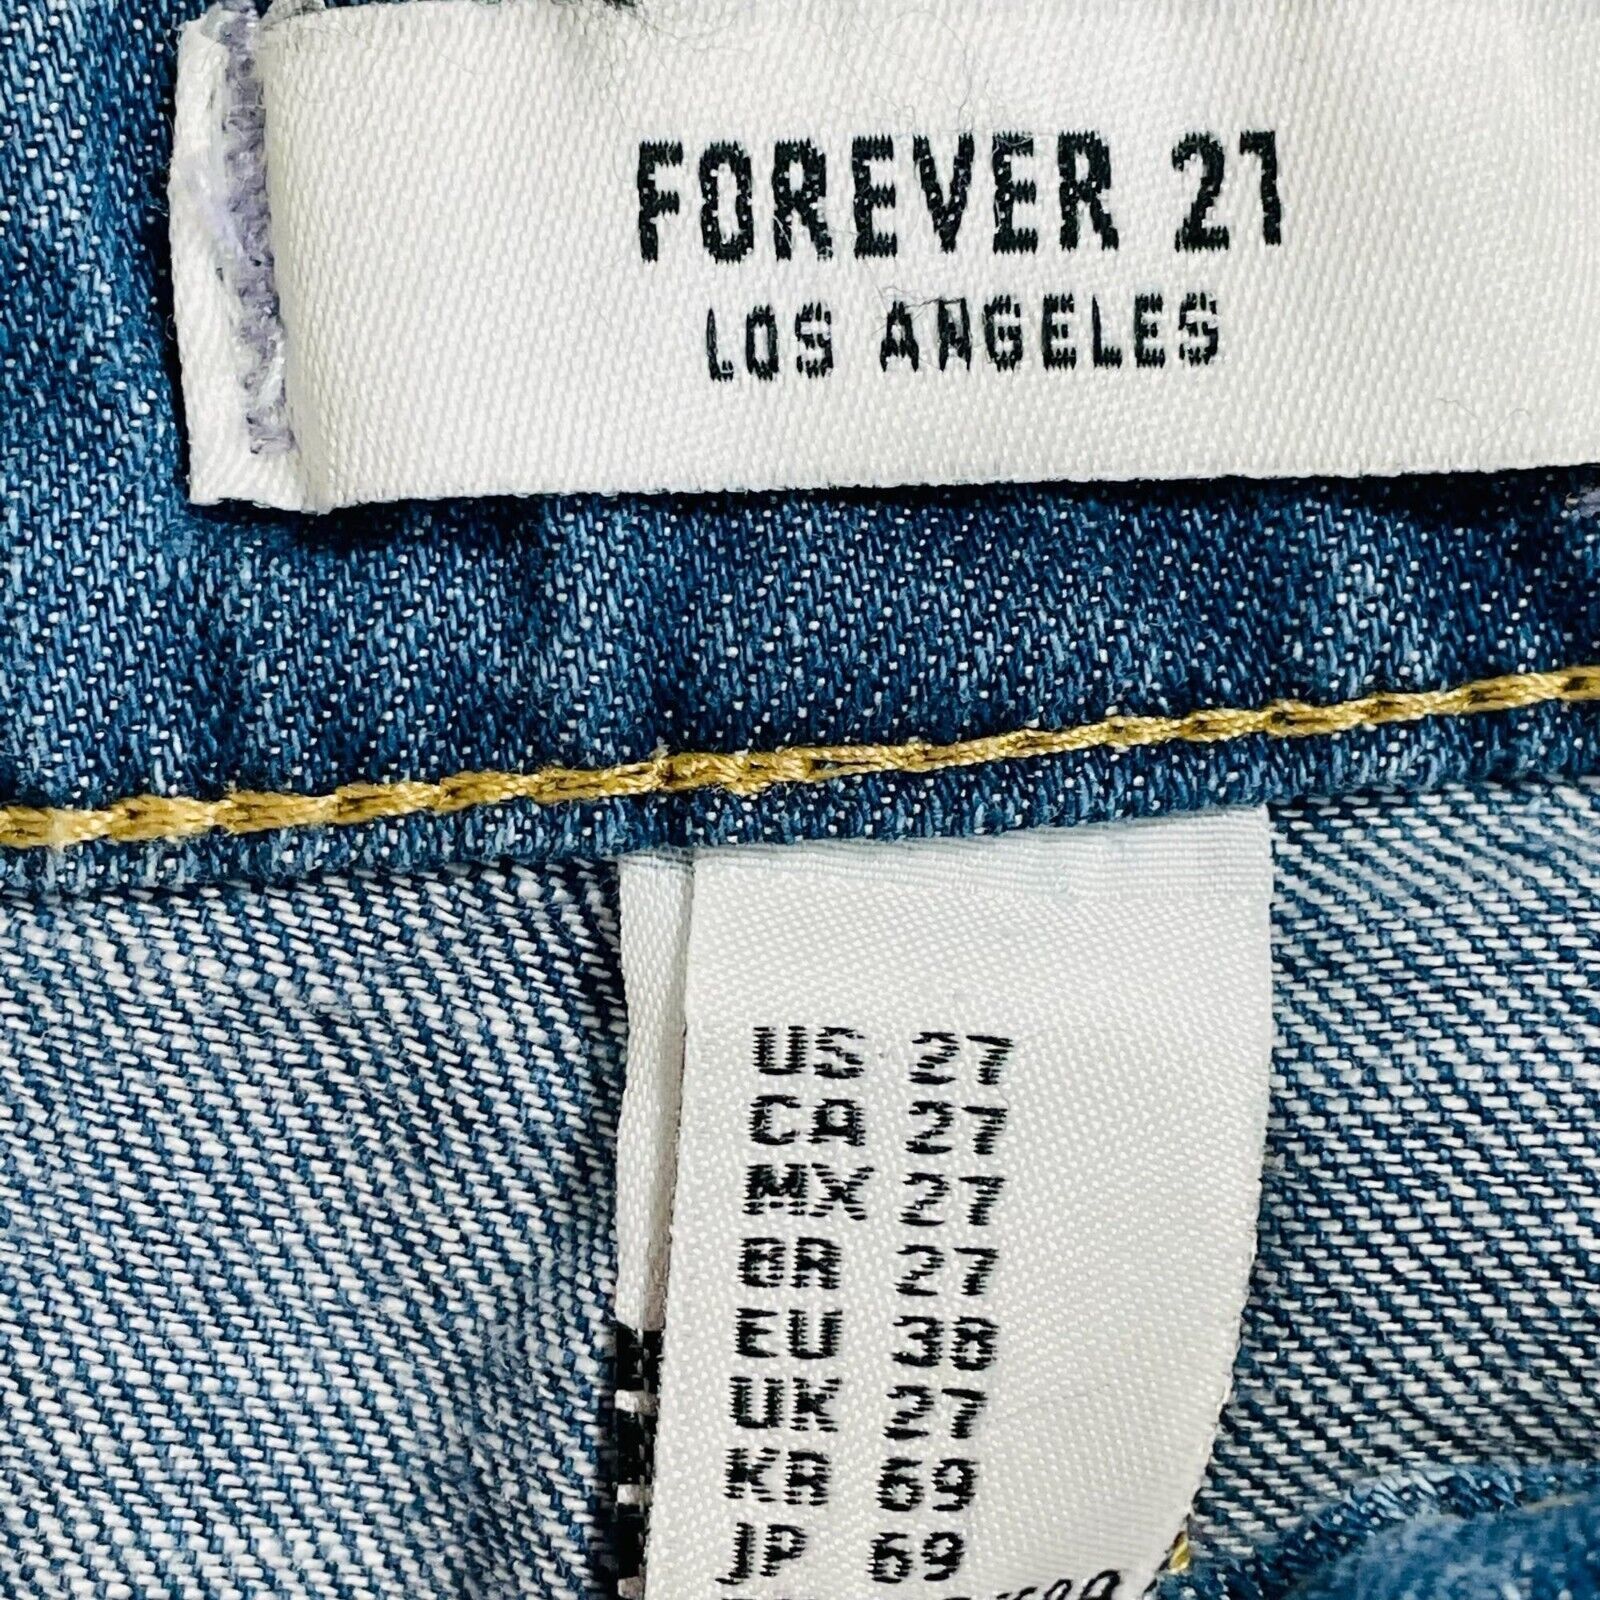 FOREVER 21
LOS ANGELES
US 27
CA 27
MX 27
BR 27
EU 38
UK 27
KR 69
JP 69